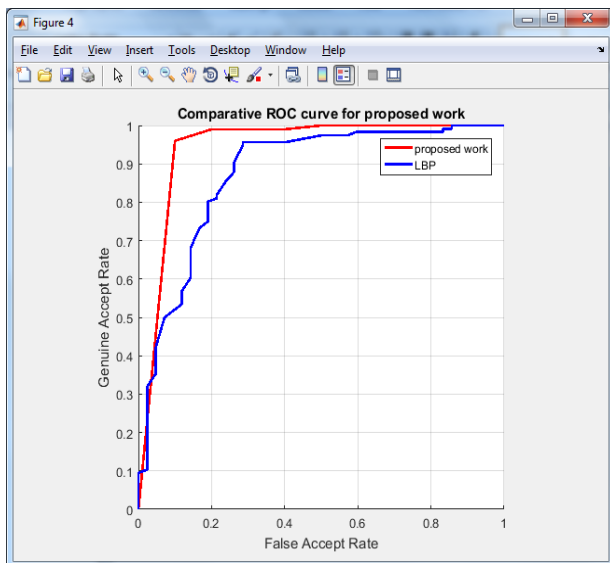 Figure 4
File Edit View Insert Tools Desktop Window Help
Comparative ROC curve for proposed work
1
0.9
0.8
0.7
0.6
0.5
0.4
0.3
0.2
0.1
0
Genuine Accept Rate
proposed work
LBP
0 0.2 0.4 0.6 0.8 1
False Accept Rate